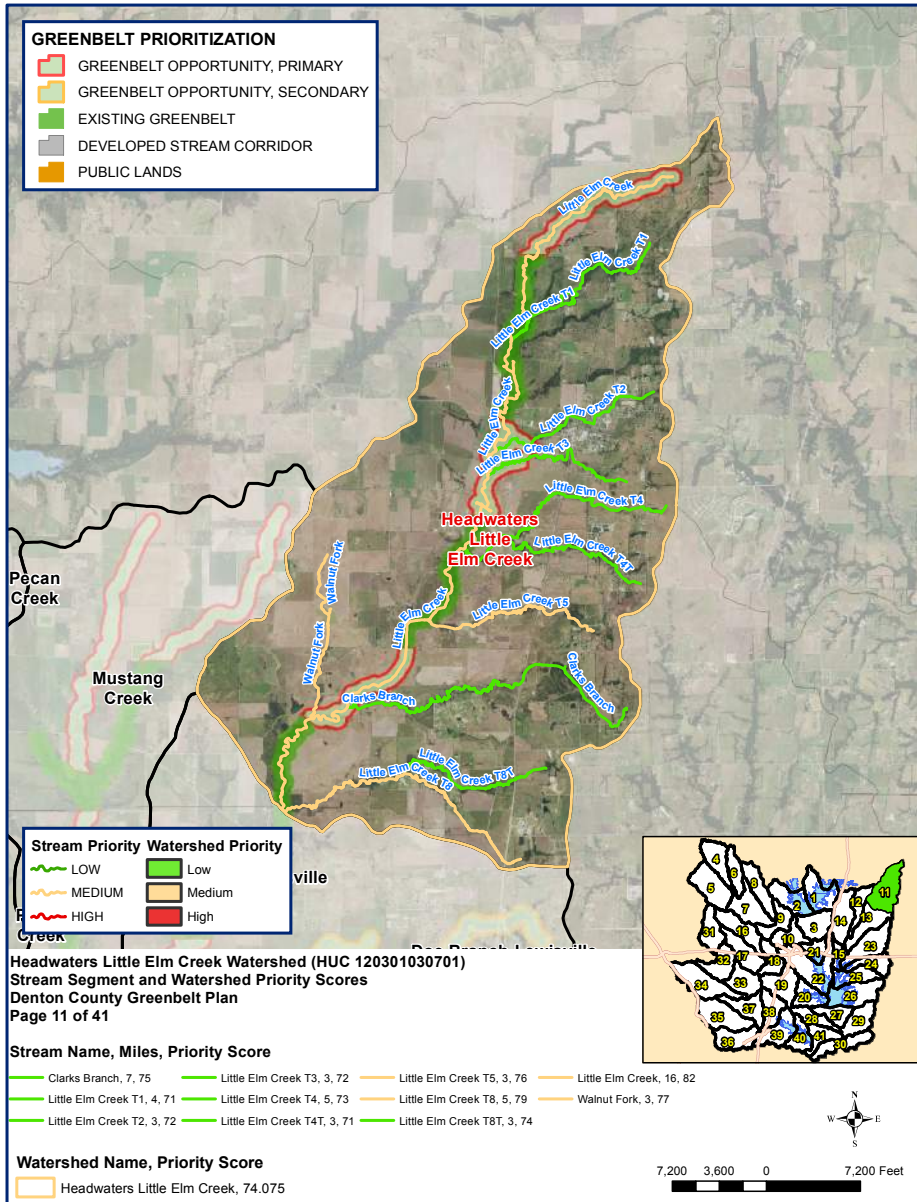 GREENBELT PRIORITIZATION
GREENBELT OPPORTUNITY, PRIMARY
GREENBELT OPPORTUNITY, SECONDARY
EXISTING GREENBELT
DEVELOPED STREAM CORRIDOR
PUBLIC LANDS
Little Elm Creek
Little Elm Creek T1
Little Elm Creek T1
Little Elm Creek
Little Elm Creek T2
Little Elm Creek T3
Little Elm Creek T4
Headwaters
Little
Elm Creek
Little Elm Creek T4T
Walnut Fork
Little Elm Creek
Little Elm Creek T5
Walnut Fork
Pecan
Creek
Mustang
Creek
Clarks Branch
Clarks Branch
Little Elm Creek T8T
Little Elm Creek T8
Stream Priority
LOW
MEDIUM
HIGH
Watershed Priority
Low
Medium
High
ville
Creek
4
6
5
8
7
9
2
1
12
11
3
14
13
31
16
10
23
32
17
18
21
15
24
34
33
19
22
25
20
26
35
37
38
28
27
29
36
39
40
41
30
Headwaters Little Elm Creek Watershed (HUC 120301030701)
Stream Segment and Watershed Priority Scores
Denton County Greenbelt Plan
Page 11 of 41
Stream Name, Miles, Priority Score
Clarks Branch, 7, 75
Little Elm Creek T3, 3, 72
Little Elm Creek T5, 3, 76
Little Elm Creek, 16, 82
Little Elm Creek T1, 4, 71
Little Elm Creek T4, 5, 73
Little Elm Creek T8, 5, 79
Walnut Fork, 3, 77
Little Elm Creek T2, 3, 72
Little Elm Creek T4T, 3, 71
Little Elm Creek T8T, 3, 74
N
W E
S
Watershed Name, Priority Score
Headwaters Little Elm Creek, 74.075
7,200 3,600 0 7,200 Feet